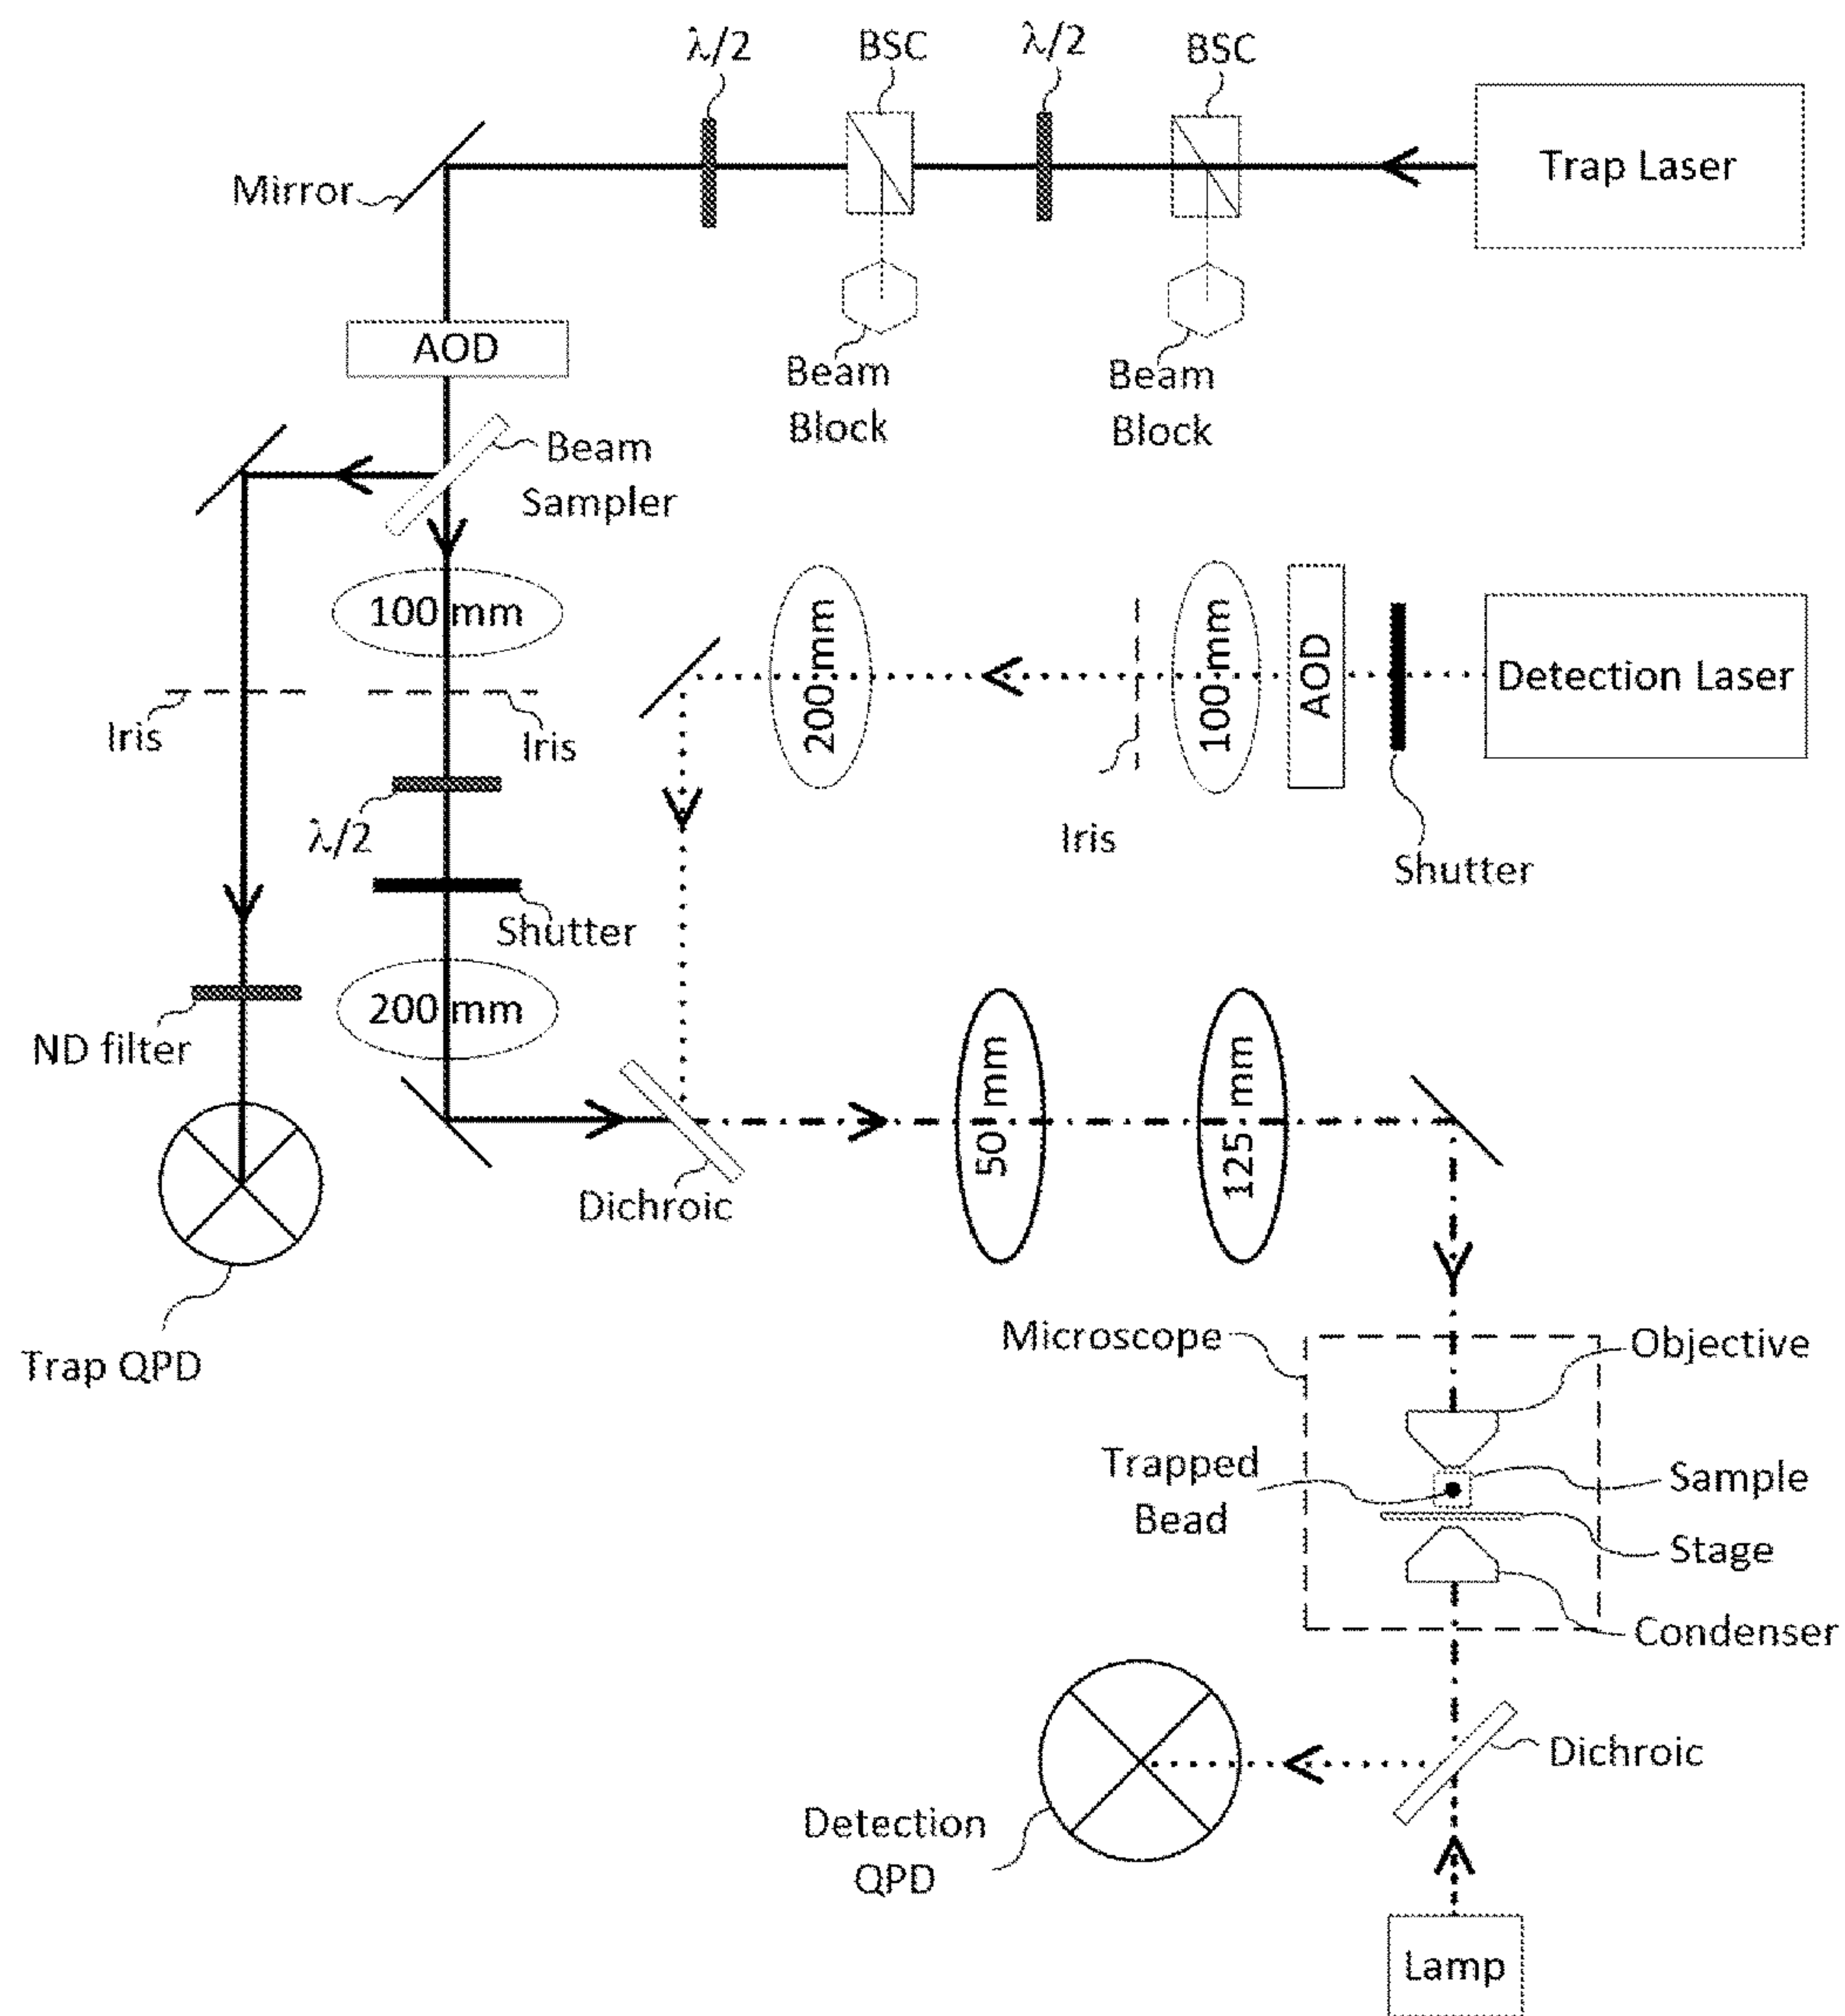 λ/2
BSC
λ/2
BSC
Trap Laser
Mirror
AOD
Beam
Block
Beam
Block
Beam
Sampler
100 mm
200 mm
100 mm
AOD
Detection Laser
Iris
Iris
λ/2
Iris
Shutter
Shutter
200 mm
ND filter
50 mm
125 mm
Dichroic
Trap QPD
Microscope
Objective
Trapped
Bead
Sample
Stage
Condenser
Dichroic
Detection
QPD
Lamp